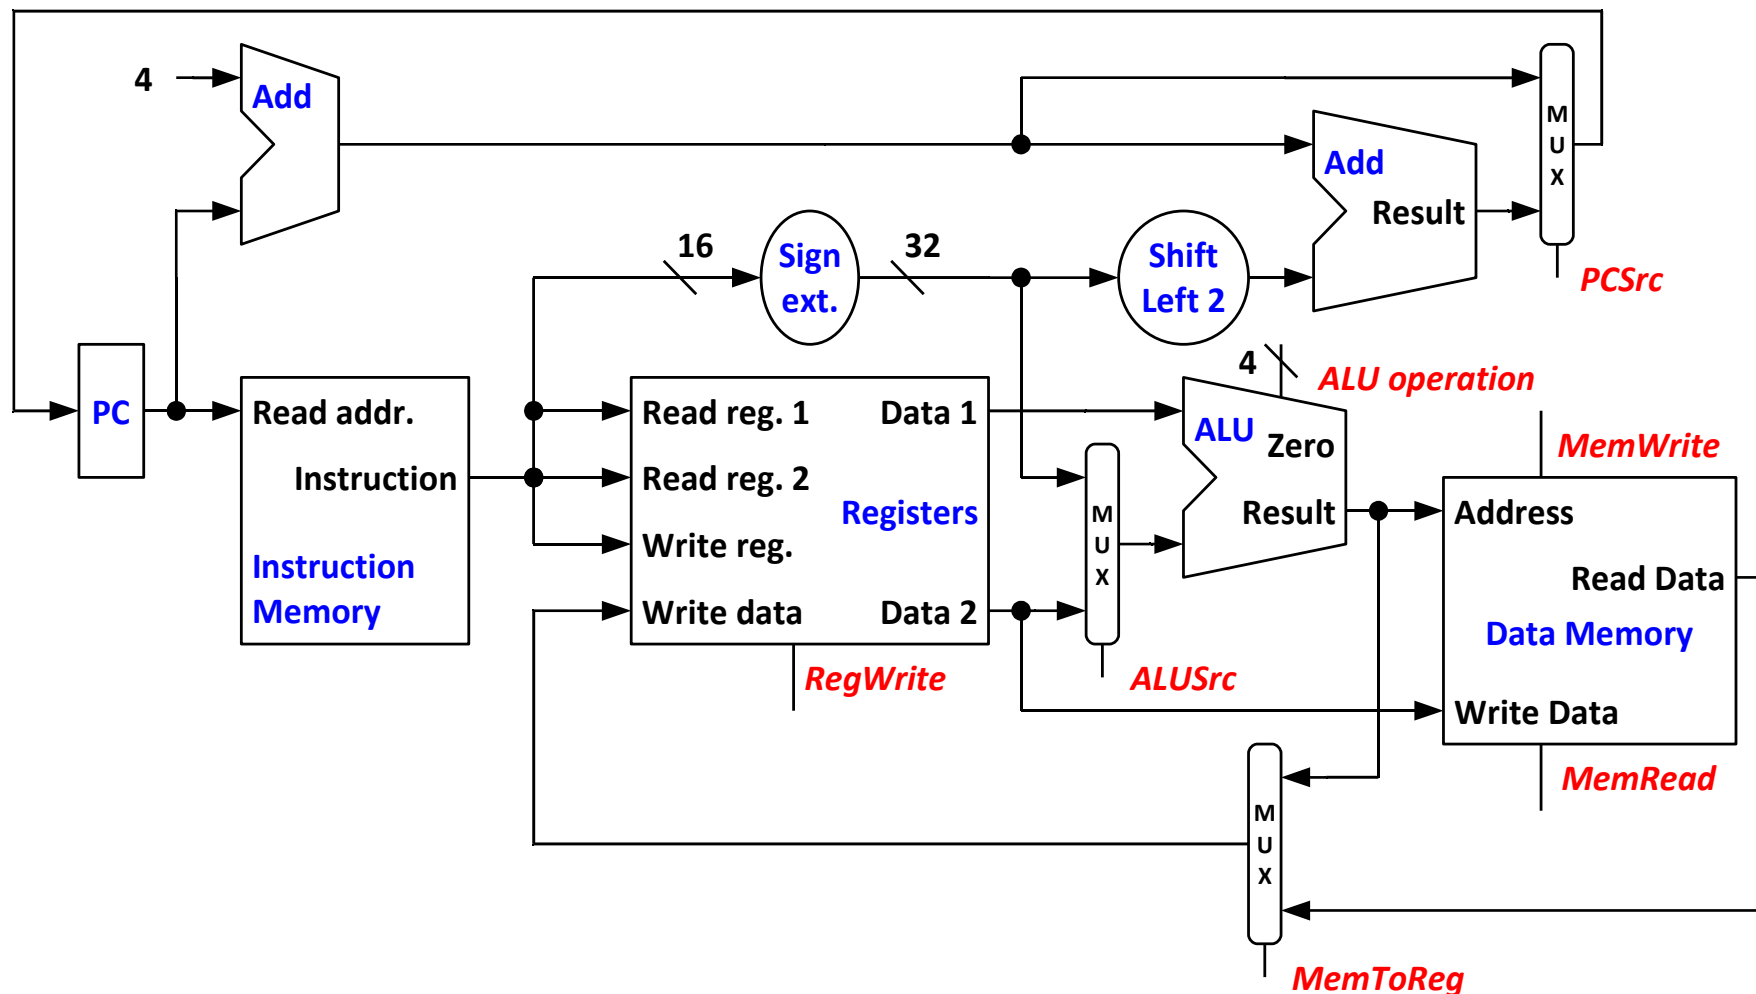 4
Add
M
U
X
Add
Result
16
Sign
ext.
32
Shift
Left 2
PCSrc
4
ALU operation
PC
Read addr.
Instruction
Instruction
Memory
Read reg. 1
Data 1
Read reg. 2
Registers
Write reg.
Write data
Data 2
RegWrite
M
U
X
ALUSrc
ALU
Zero
Result
MemWrite
Address
Read Data
Data Memory
Write Data
MemRead
M
U
X
MemToReg